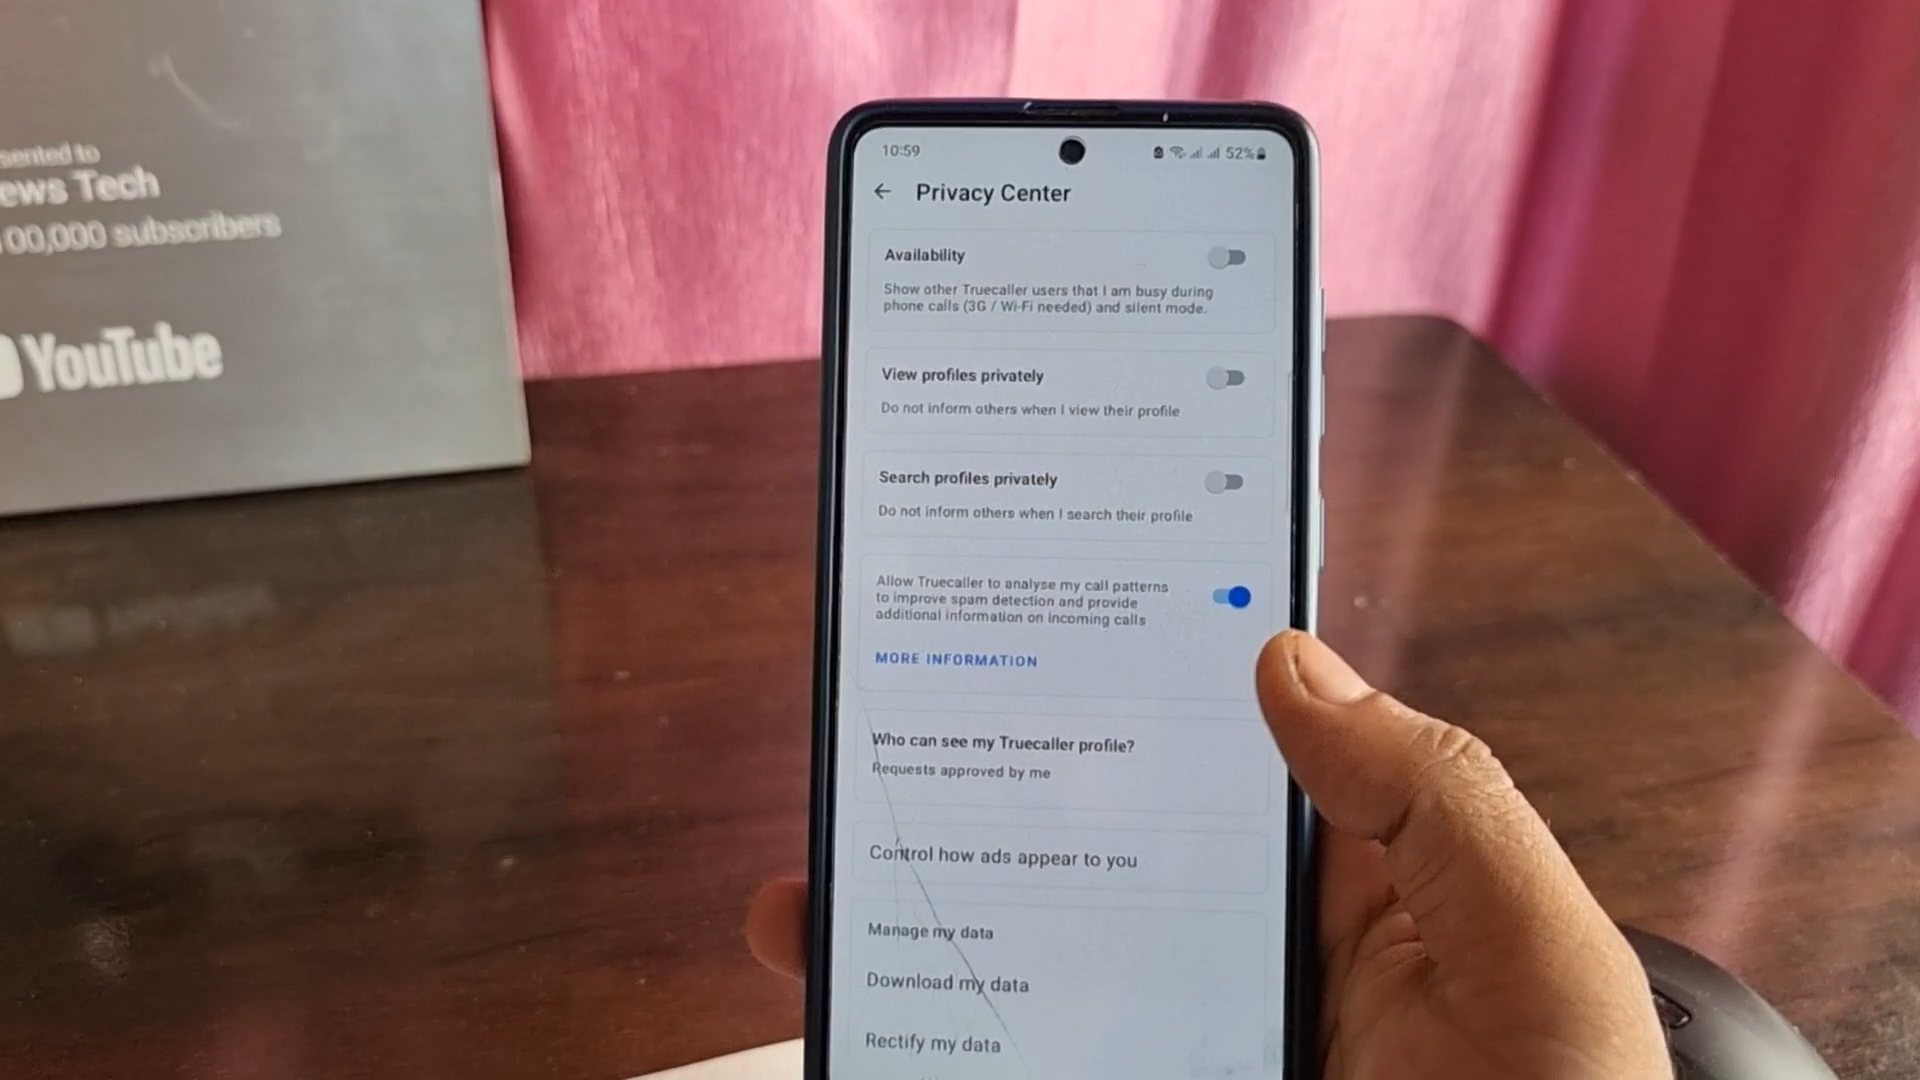 sented to
ews Tech
00,000 subscribers
YouTube
10:59
52%
Privacy Center
Availability
Show other Truecaller users that I am busy during
phone calls (3G / Wi-Fi needed) and silent mode.
View profiles privately
Do not inform others when I view their profile
Search profiles privately
Do not inform others when I search their profile
Allow Truecaller to analyse my call patterns
to improve spam detection and provide
additional information on incoming calls
MORE INFORMATION
Who can see my Truecaller profile?
Requests approved by me
Control how ads appear to you
Manage my data
Download my data
Rectify my data